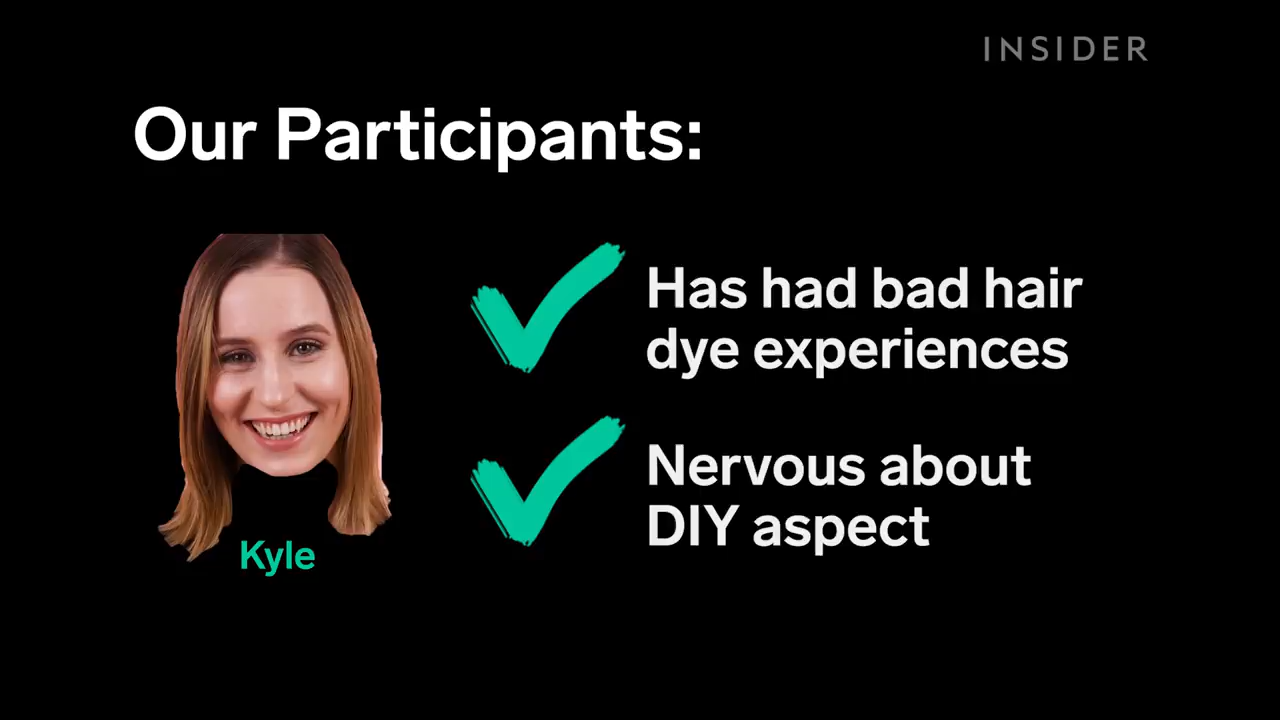 INSIDER
Our Participants:
Has had bad hair
dye experiences
Nervous about
DIY aspect
Kyle